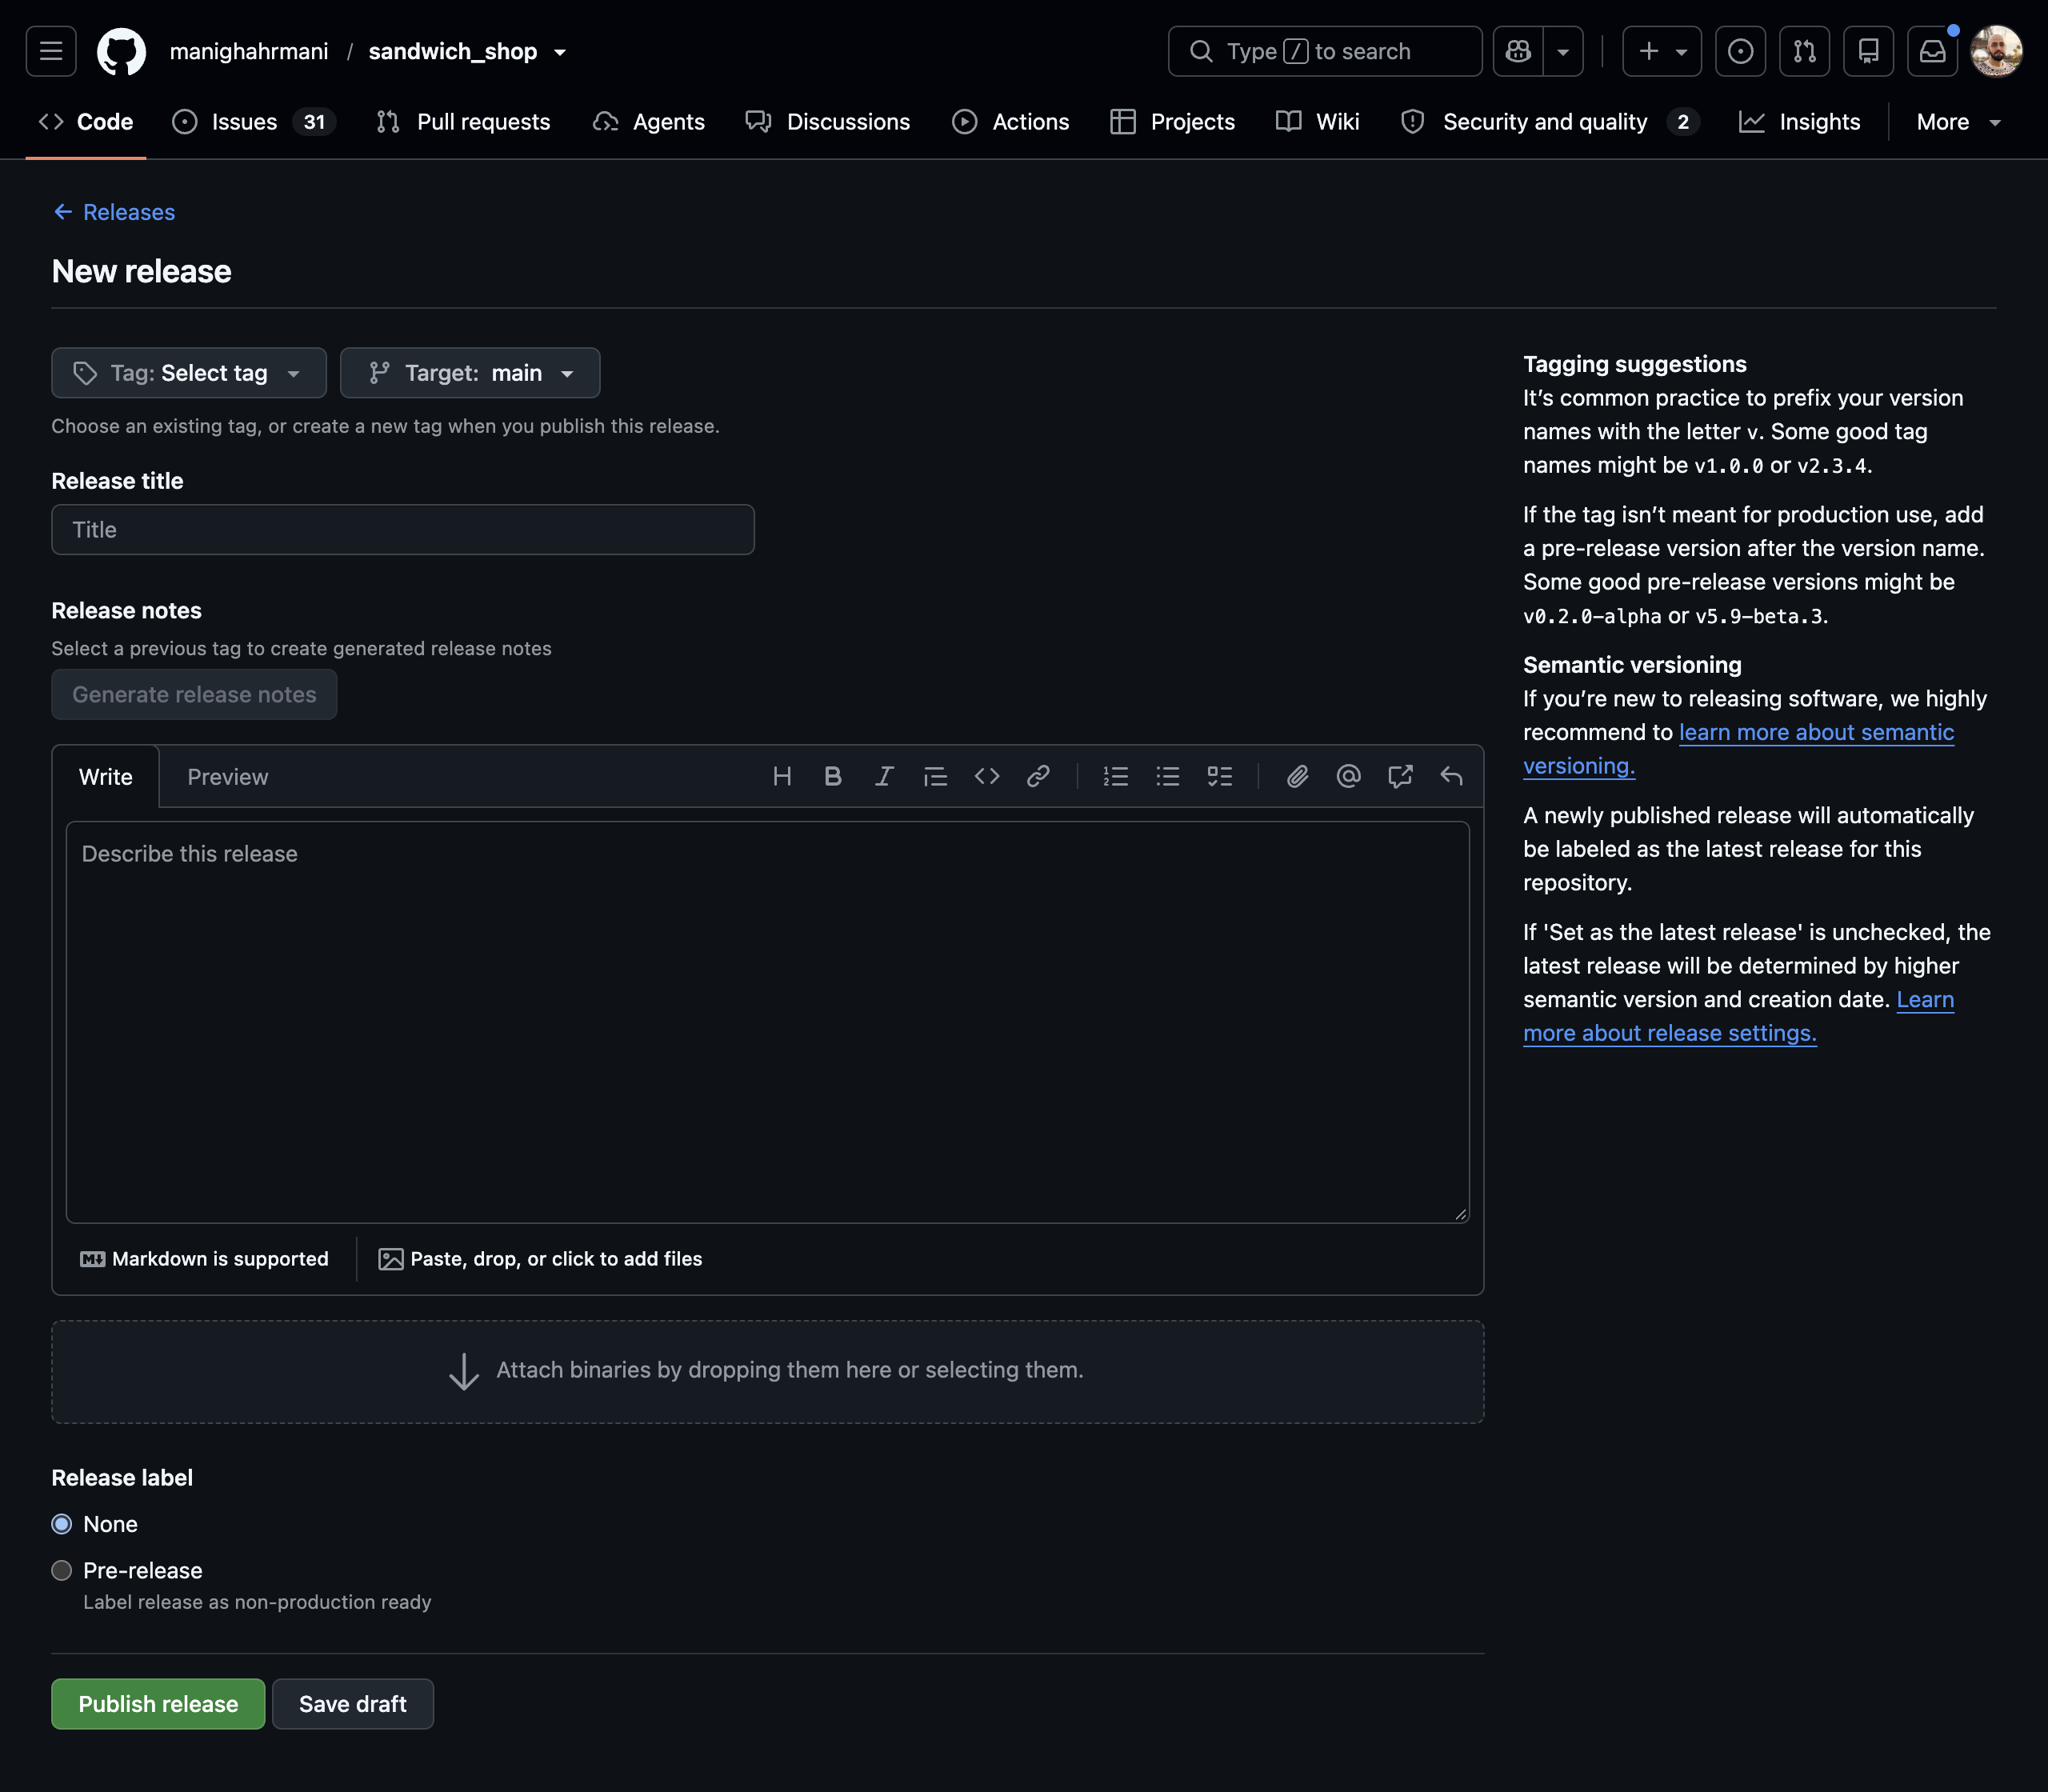 manighahrmani / sandwich_shop
Type / to search
Code
Issues 31
Pull requests
Agents
Discussions
Actions
Projects
Wiki
Security and quality 2
Insights
More
Releases
New release
Tag: Select tag
Target: main
Choose an existing tag, or create a new tag when you publish this release.
Release title
Title
Release notes
Select a previous tag to create generated release notes
Generate release notes
Write
Preview
Describe this release
Markdown is supported
Paste, drop, or click to add files
Attach binaries by dropping them here or selecting them.
Release label
None
Pre-release
Label release as non-production ready
Publish release
Save draft
Tagging suggestions
It’s common practice to prefix your version
names with the letter v. Some good tag
names might be v1.0.0 or v2.3.4.
If the tag isn’t meant for production use, add
a pre-release version after the version name.
Some good pre-release versions might be
v0.2.0-alpha or v5.9-beta.3.
Semantic versioning
If you’re new to releasing software, we highly
recommend to learn more about semantic
versioning.
A newly published release will automatically
be labeled as the latest release for this
repository.
If 'Set as the latest release' is unchecked, the
latest release will be determined by higher
semantic version and creation date. Learn
more about release settings.